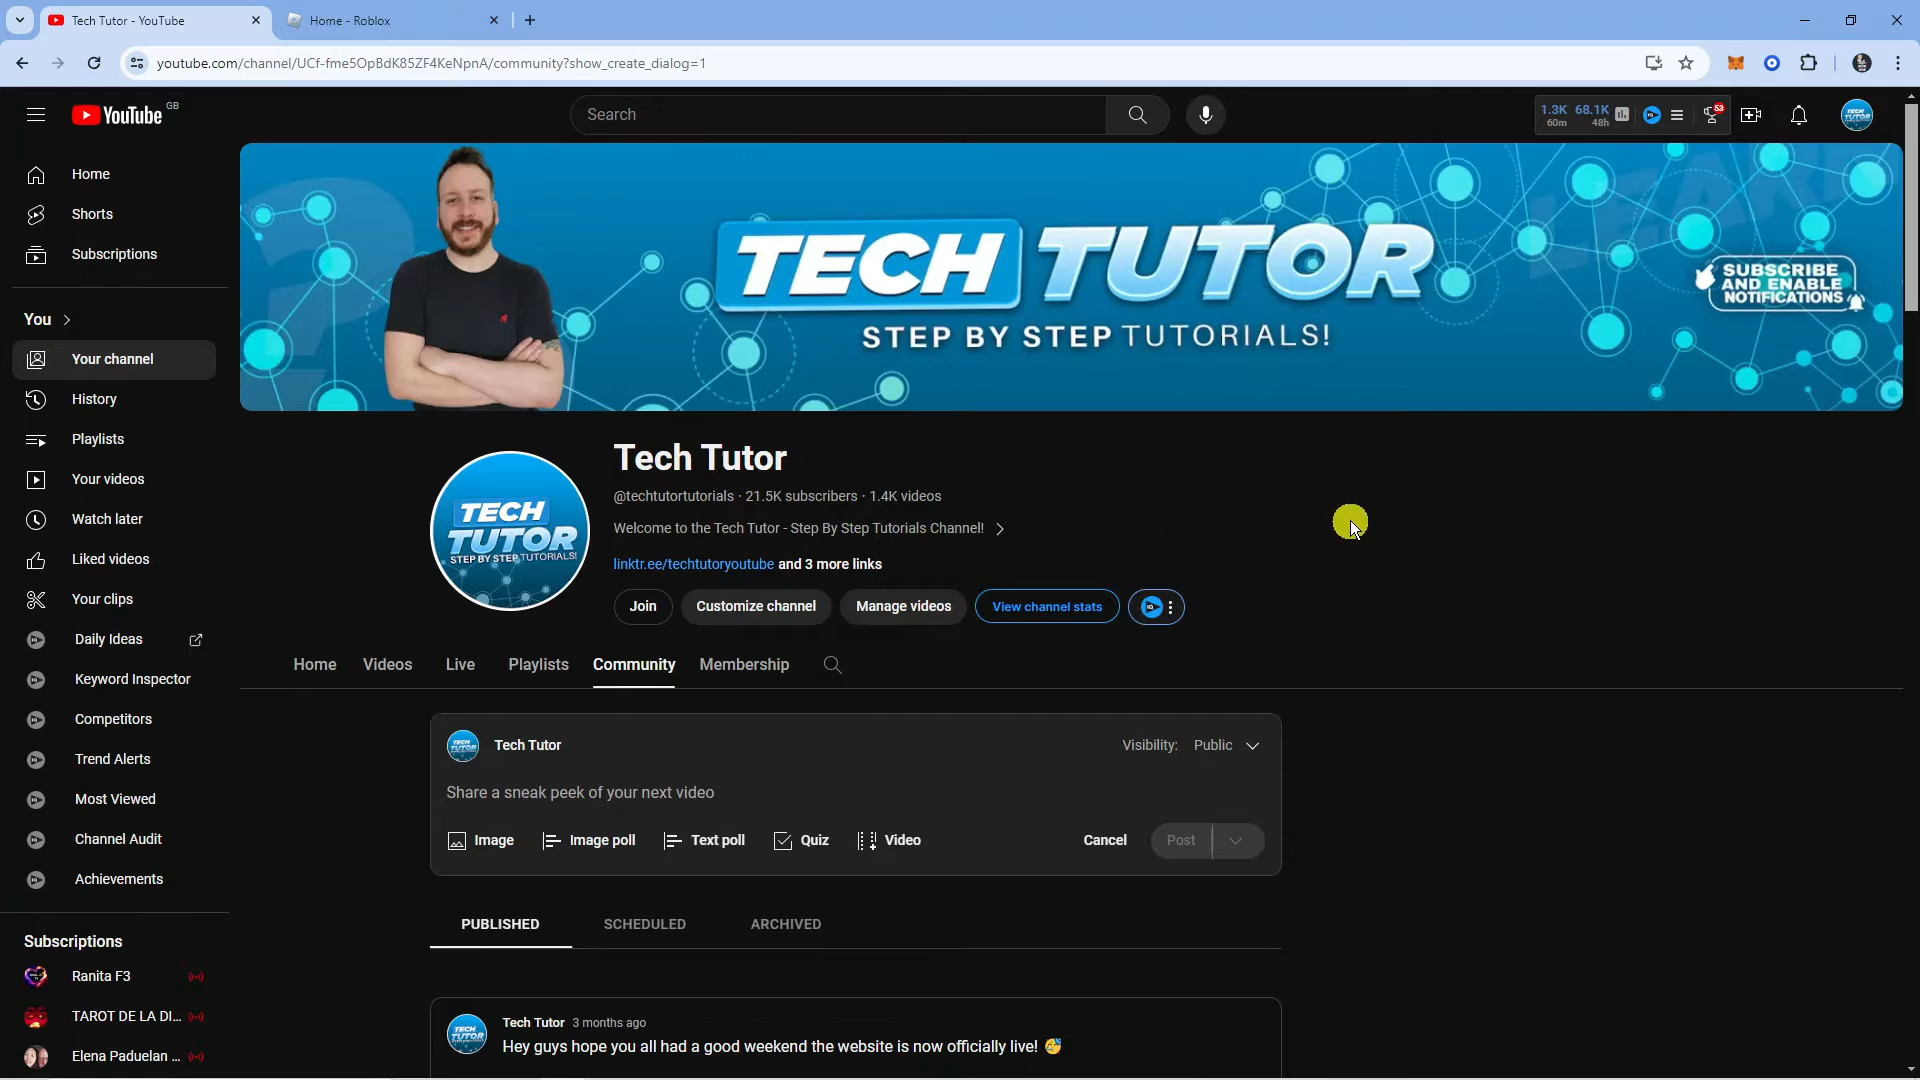 Tech Tutor - YouTube
Home - Roblox
youtube.com/channel/UCf-fme5OpBdK85ZF4KeNpnA/community?show_create_dialog=1
YouTube GB
Search
1.3K 68.1K
60m 48h
53
TECH TUTOR
STEP BY STEP TUTORIALS!
SUBSCRIBE
AND ENABLE
NOTIFICATIONS
Home
Shorts
Subscriptions
You
Your channel
History
Playlists
Your videos
Watch later
Liked videos
Your clips
Daily Ideas
Keyword Inspector
Competitors
Trend Alerts
Most Viewed
Channel Audit
Achievements
Subscriptions
Ranita F3
TAROT DE LA DI...
Elena Paduelan ...
TECH
TUTOR
STEP BY STEP TUTORIALS!
Tech Tutor
@techtutortutorials · 21.5K subscribers · 1.4K videos
Welcome to the Tech Tutor - Step By Step Tutorials Channel!
linktr.ee/techtutoryoutube and 3 more links
Join
Customize channel
Manage videos
View channel stats
Home
Videos
Live
Playlists
Community
Membership
Tech Tutor
Visibility: Public
Share a sneak peek of your next video
Image
Image poll
Text poll
Quiz
Video
Cancel
Post
PUBLISHED
SCHEDULED
ARCHIVED
Tech Tutor 3 months ago
Hey guys hope you all had a good weekend the website is now officially live! 🥳